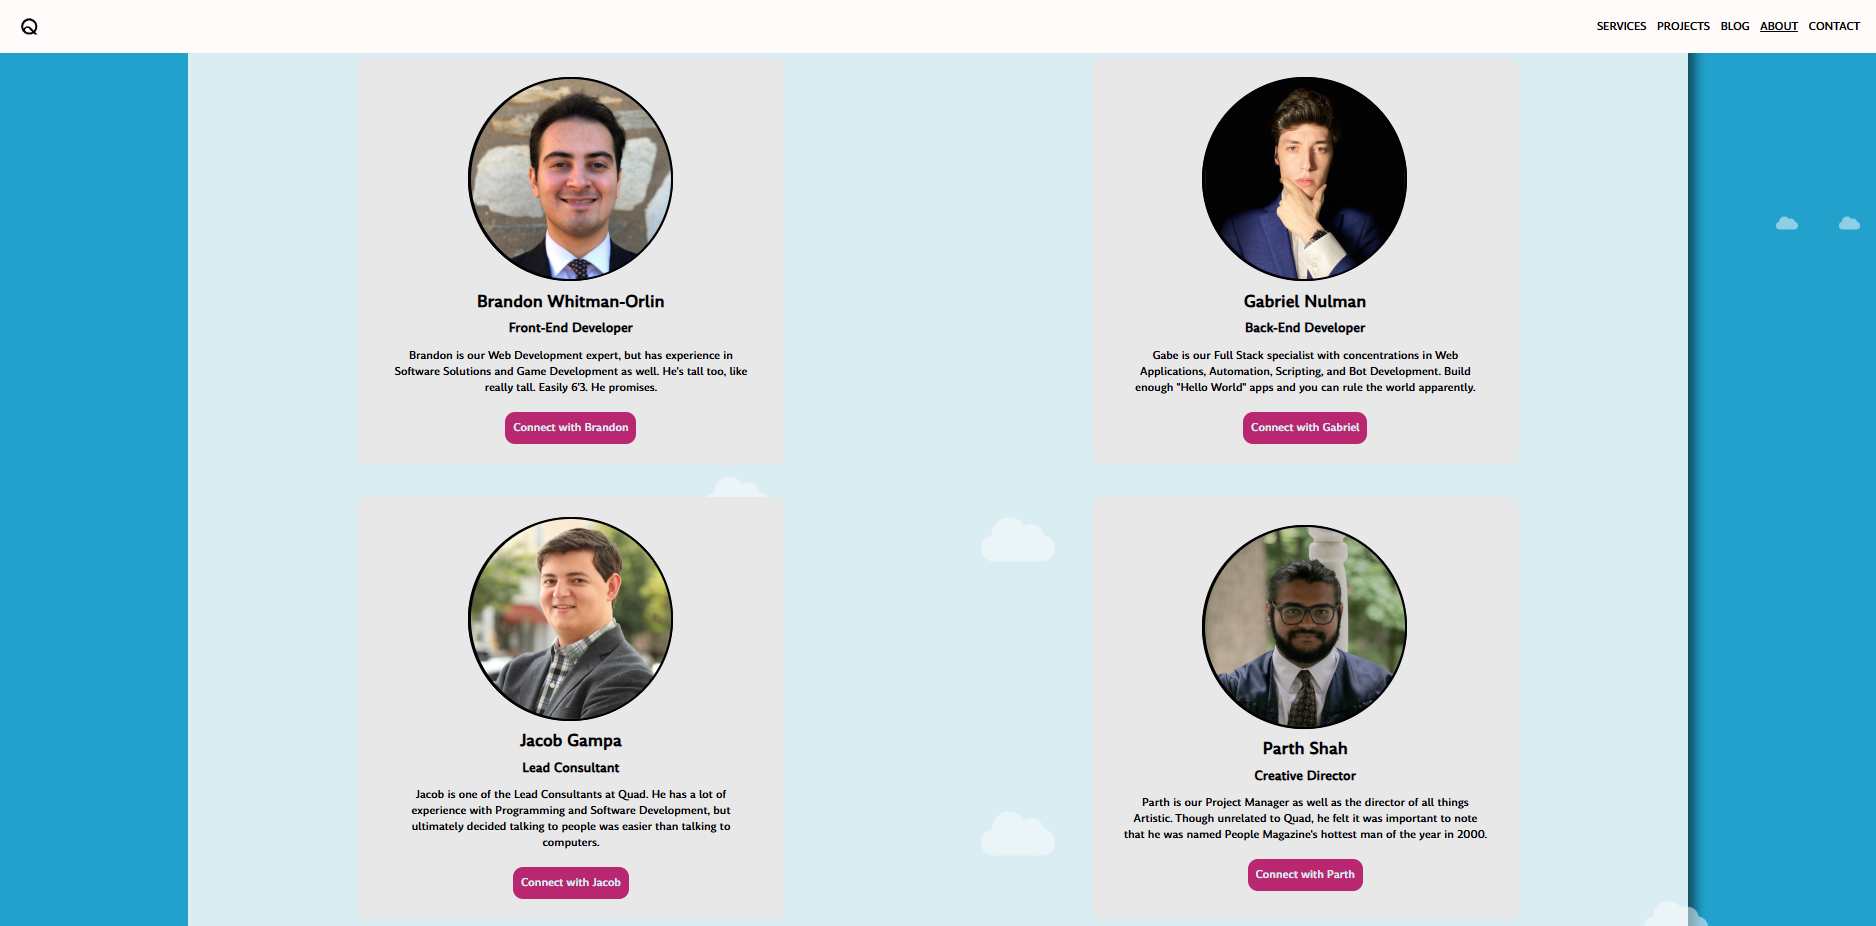 Q
SERVICES PROJECTS BLOG ABOUT CONTACT
Brandon Whitman-Orlin
Front-End Developer
Brandon is our Web Development expert, but has experience in
Software Solutions and Game Development as well. He's tall too, like
really tall. Easily 6'3. He promises.
Connect with Brandon
Gabriel Nulman
Back-End Developer
Gabe is our Full Stack specialist with concentrations in Web
Applications, Automation, Scripting, and Bot Development. Build
enough "Hello World" apps and you can rule the world apparently.
Connect with Gabriel
Jacob Gampa
Lead Consultant
Jacob is one of the Lead Consultants at Quad. He has a lot of
experience with Programming and Software Development, but
ultimately decided talking to people was easier than talking to
computers.
Connect with Jacob
Parth Shah
Creative Director
Parth is our Project Manager as well as the director of all things
Artistic. Though unrelated to Quad, he felt it was important to note
that he was named People Magazine's hottest man of the year in 2000.
Connect with Parth